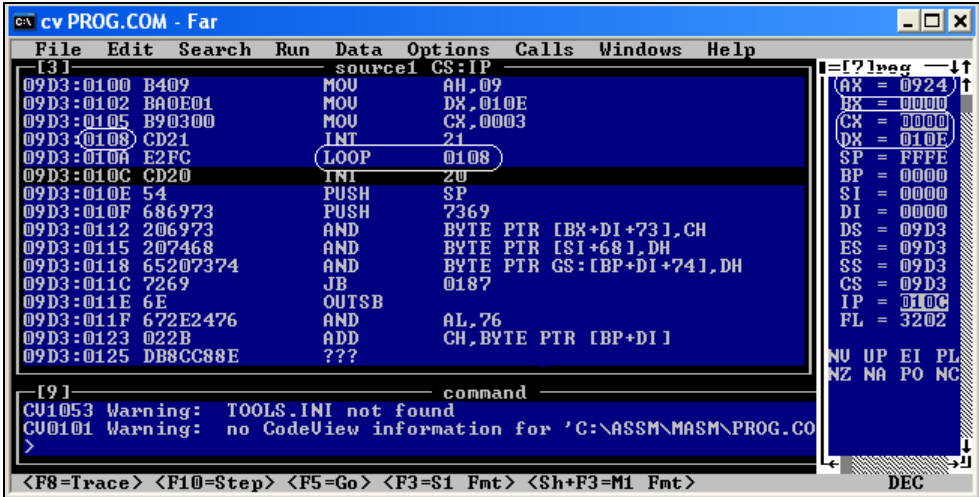 cv PROG.COM - Far
File Edit Search Run Data Options Calls Windows Help
[3] source1 CS:IP
09D3:0100 B409 MOV AH,09
09D3:0102 BA0E01 MOV DX,010E
09D3:0105 B90300 MOV CX,0003
09D3:0108 CD21 INT 21
09D3:010A E2FC LOOP 0108
09D3:010C CD20 INT 20
09D3:010E 54 PUSH SP
09D3:010F 686973 PUSH 7369
09D3:0112 206973 AND BYTE PTR [BX+DI+73],CH
09D3:0115 207468 AND BYTE PTR [SI+68],DH
09D3:0118 65207374 AND BYTE PTR GS:[BP+DI+74],DH
09D3:011C 7269 JB 0187
09D3:011E 6E OUTSB
09D3:011F 672E2476 AND AL,76
09D3:0123 022B ADD CH,BYTE PTR [BP+DI]
09D3:0125 DB8CC88E ???
[7]reg
AX = 0924
BX = 0000
CX = 0000
DX = 010E
SP = FFFE
BP = 0000
SI = 0000
DI = 0000
DS = 09D3
ES = 09D3
SS = 09D3
CS = 09D3
IP = 010C
FL = 3202
NV UP EI PL
NZ NA PO NC
[9] command
CV1053 Warning: TOOLS.INI not found
CV0101 Warning: no CodeView information for 'C:\ASSM\MASM\PROG.CO
>
<F8=Trace> <F10=Step> <F5=Go> <F3=S1 Fmt> <Sh+F3=M1 Fmt> DEC